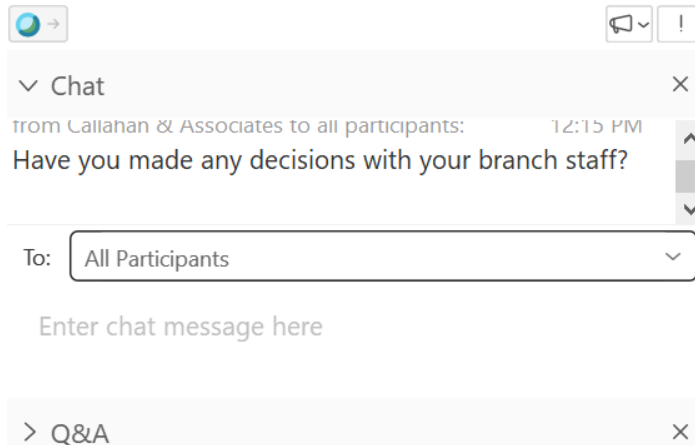 Chat
from Callahan & Associates to all participants: 12:15 PM
Have you made any decisions with your branch staff?
To: All Participants
Enter chat message here
Q&A